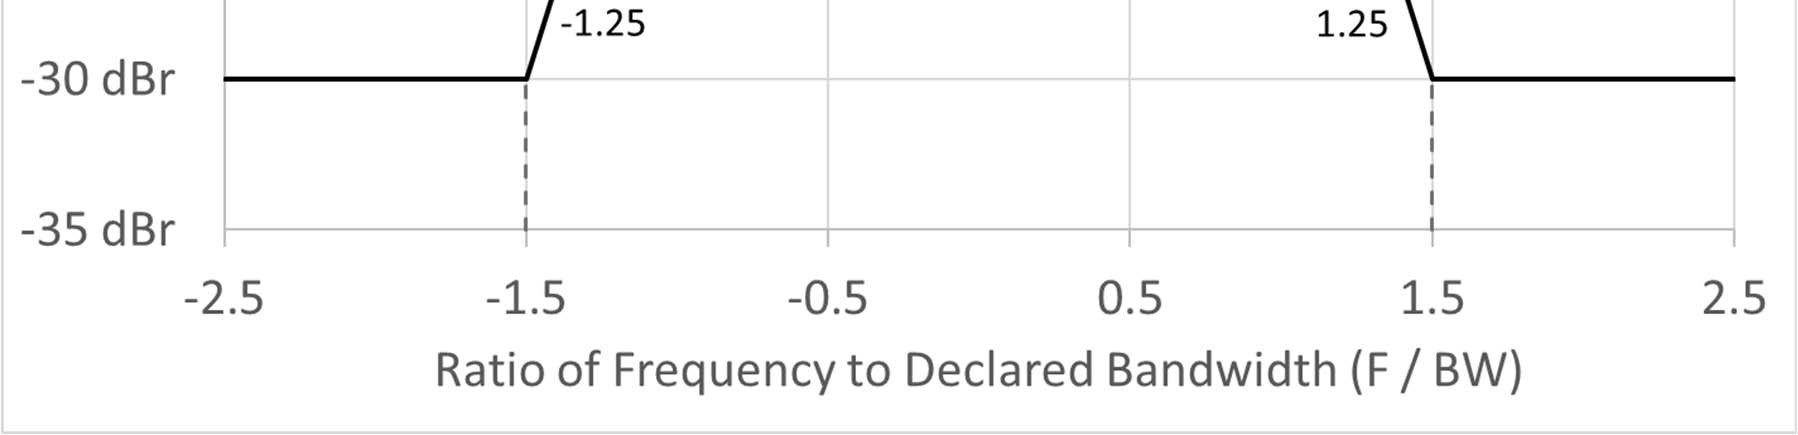 -1.25 1.25
-30 dBr
-35 dBr
-2.5 -1.5 -0.5 0.5 1.5 2.5
Ratio of Frequency to Declared Bandwidth (F / BW)